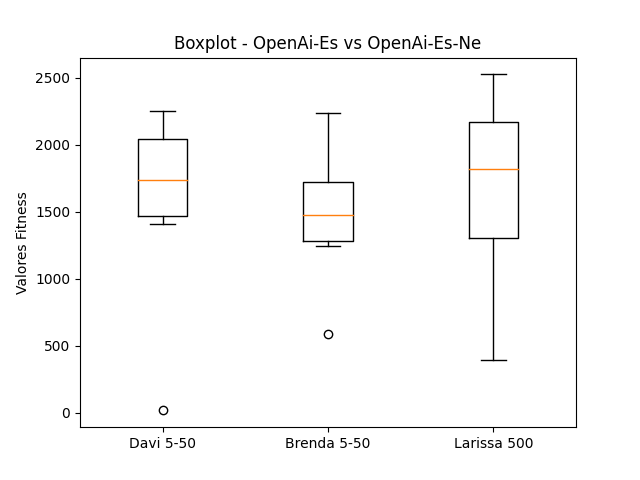 Boxplot - OpenAi-Es vs OpenAi-Es-Ne
Valores Fitness
2500
2000
1500
1000
500
0
Davi 5-50
Brenda 5-50
Larissa 500